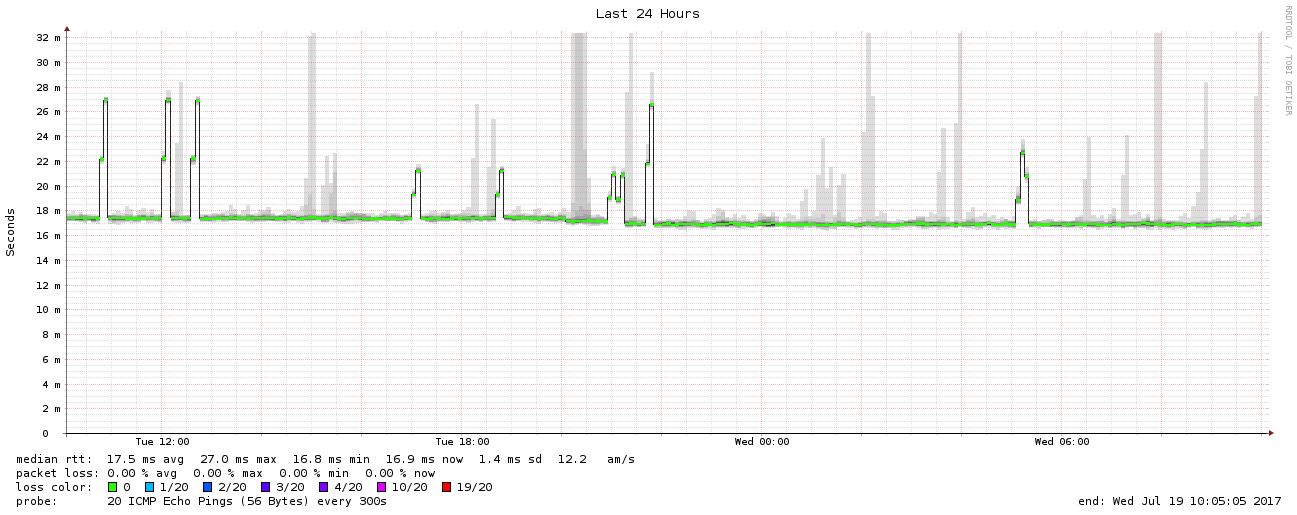 Last 24 Hours
RRDTOOL / TOBI OETIKER
Seconds
32 m
30 m
28 m
26 m
24 m
22 m
20 m
18 m
16 m
14 m
12 m
10 m
8 m
6 m
4 m
2 m
0
Tue 12:00 Tue 18:00 Wed 00:00 Wed 06:00
median rtt: 17.5 ms avg 27.0 ms max 16.8 ms min 16.9 ms now 1.4 ms sd 12.2 am/s
packet loss: 0.00 % avg 0.00 % max 0.00 % min 0.00 % now
loss color: 0 1/20 2/20 3/20 4/20 10/20 19/20
probe: 20 ICMP Echo Pings (56 Bytes) every 300s end: Wed Jul 19 10:05:05 2017